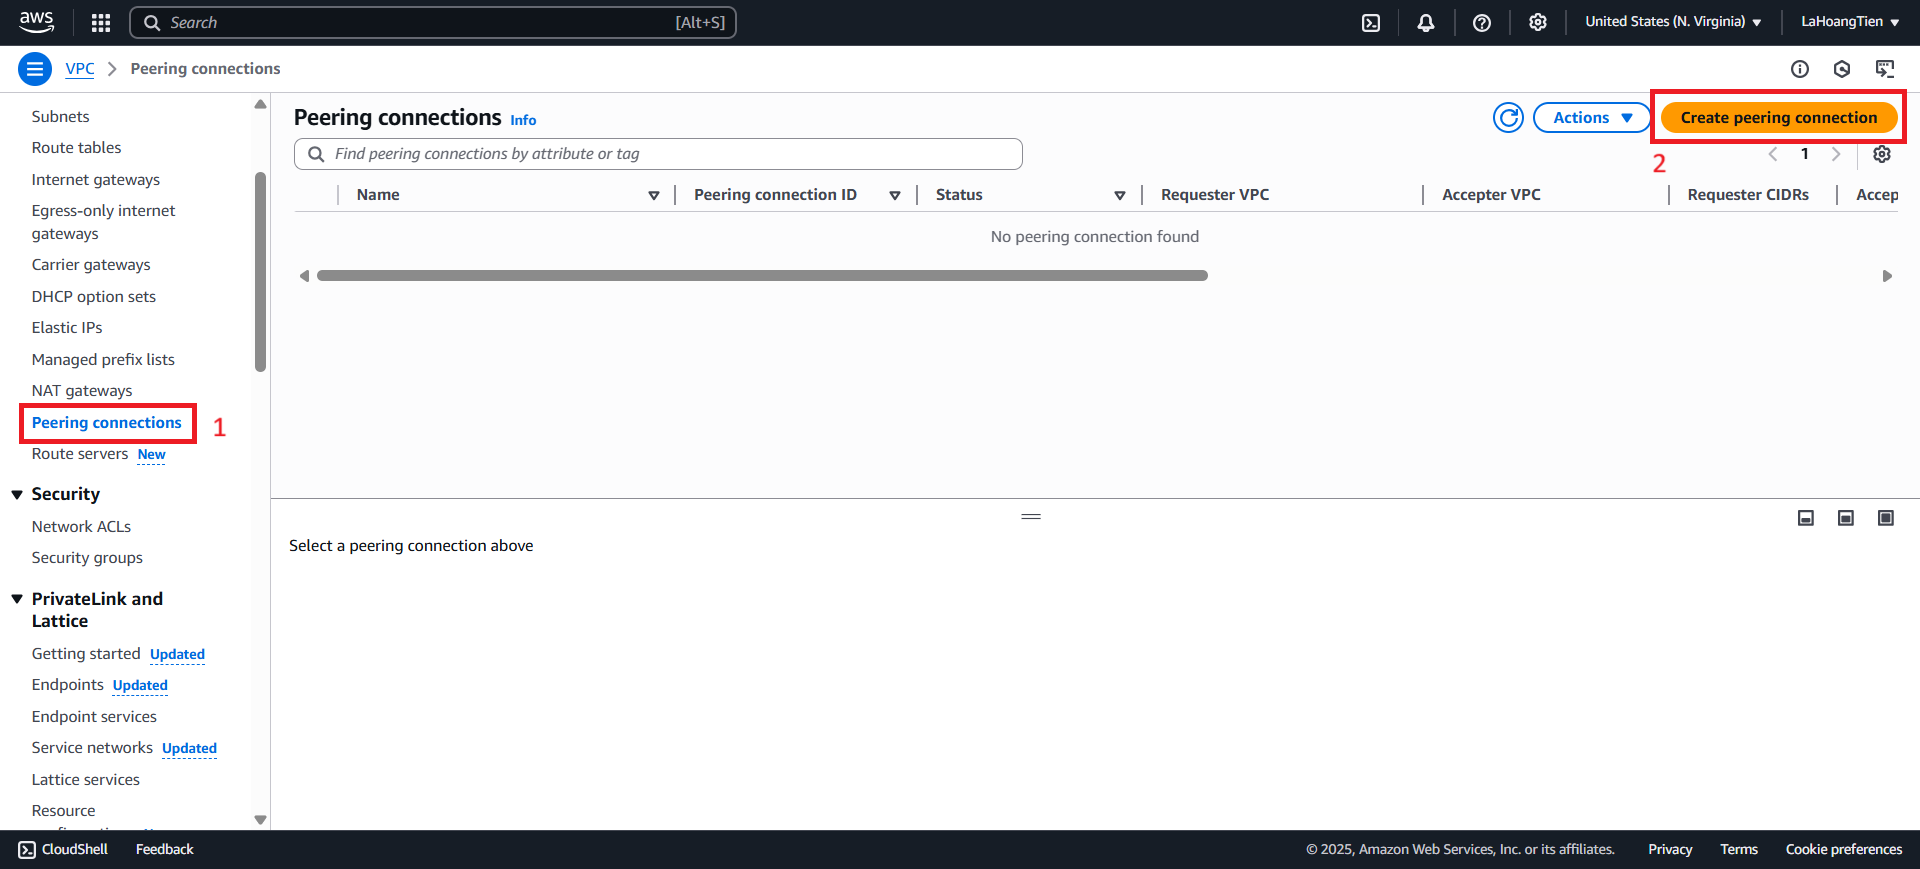 aws
Search [Alt+S]
United States (N. Virginia)
LaHoangTien
VPC
Peering connections
Subnets
Route tables
Internet gateways
Egress-only internet
gateways
Carrier gateways
DHCP option sets
Elastic IPs
Managed prefix lists
NAT gateways
Peering connections
1
Route servers New
Security
Network ACLs
Security groups
PrivateLink and
Lattice
Getting started Updated
Endpoints Updated
Endpoint services
Service networks Updated
Lattice services
Resource
Peering connections Info
Actions
Create peering connection
2
Find peering connections by attribute or tag
1
Name Peering connection ID Status Requester VPC Accepter VPC Requester CIDRs Accep
No peering connection found
Select a peering connection above
CloudShell Feedback
© 2025, Amazon Web Services, Inc. or its affiliates. Privacy Terms Cookie preferences